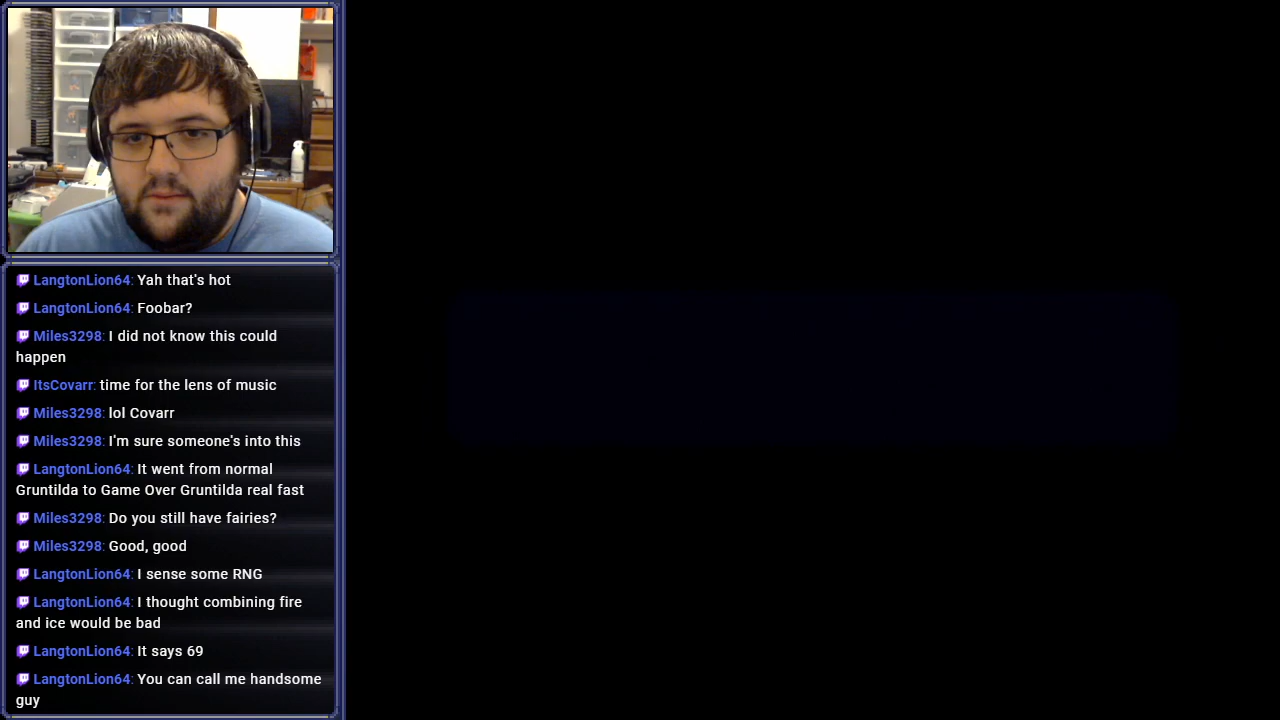 LangtonLion64: Yah that's hot
LangtonLion64: Foobar?
Miles3298: I did not know this could
happen
ItsCovarr: time for the lens of music
Miles3298: lol Covarr
Miles3298: I'm sure someone's into this
LangtonLion64: It went from normal
Gruntilda to Game Over Gruntilda real fast
Miles3298: Do you still have fairies?
Miles3298: Good, good
LangtonLion64: I sense some RNG
LangtonLion64: I thought combining fire
and ice would be bad
LangtonLion64: It says 69
LangtonLion64: You can call me handsome
guy